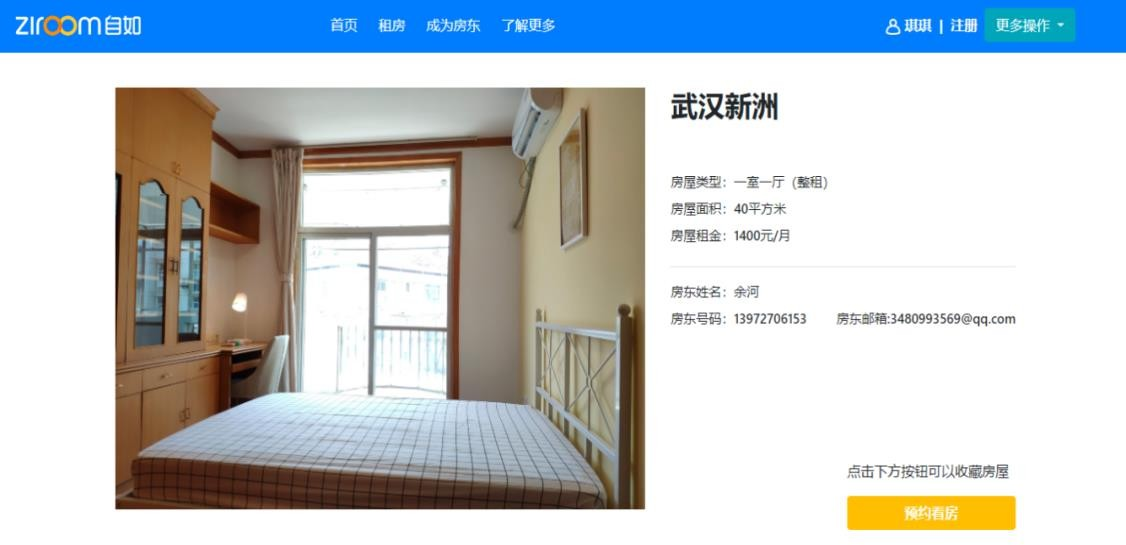 ziroom自如 首页 租房 成为房东 了解更多 琪琪 | 注册 更多操作
武汉新洲
房屋类型：一室一厅（整租）
房屋面积：40平方米
房屋租金：1400元/月
房东姓名：余河
房东号码：13972706153 房东邮箱:3480993569@qq.com
点击下方按钮可以收藏房屋
预约看房